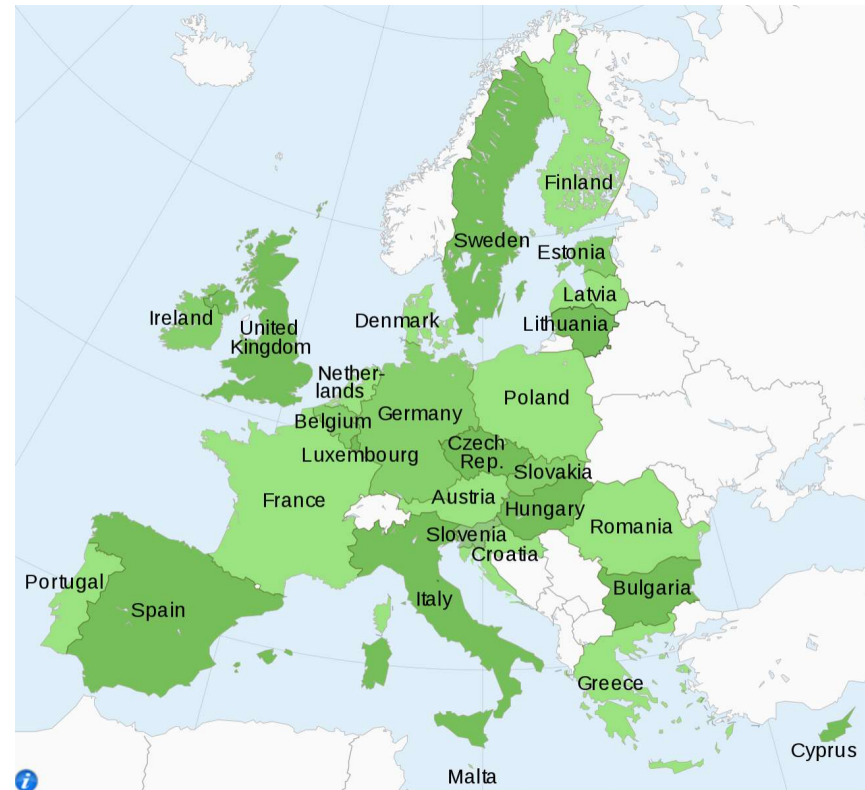 Finland
Sweden
Estonia
Latvia
Lithuania
Ireland
United
Kingdom
Denmark
Nether-
lands
Poland
Germany
Belgium
Luxembourg
Czech
Rep.
Slovakia
France
Austria
Hungary
Romania
Slovenia
Croatia
Portugal
Spain
Italy
Bulgaria
Greece
Cyprus
Malta
i